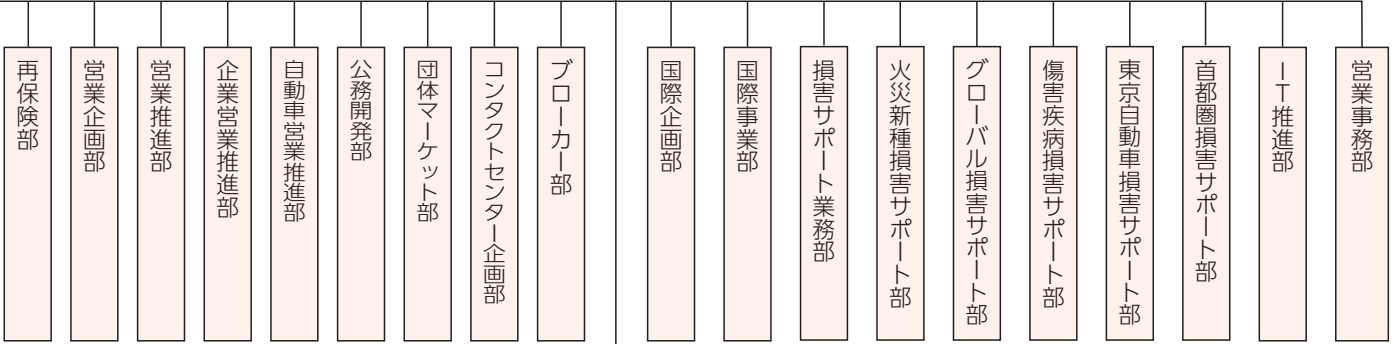 再保険部
営業企画部
営業推進部
企業営業推進部
自動車営業推進部
公務開発部
団体マーケット部
コンタクトセンター企画部
ブローカー部
国際企画部
国際事業部
損害サポート業務部
火災新種損害サポート部
グローバル損害サポート部
傷害疾病損害サポート部
東京自動車損害サポート部
首都圏損害サポート部
IT推進部
営業事務部